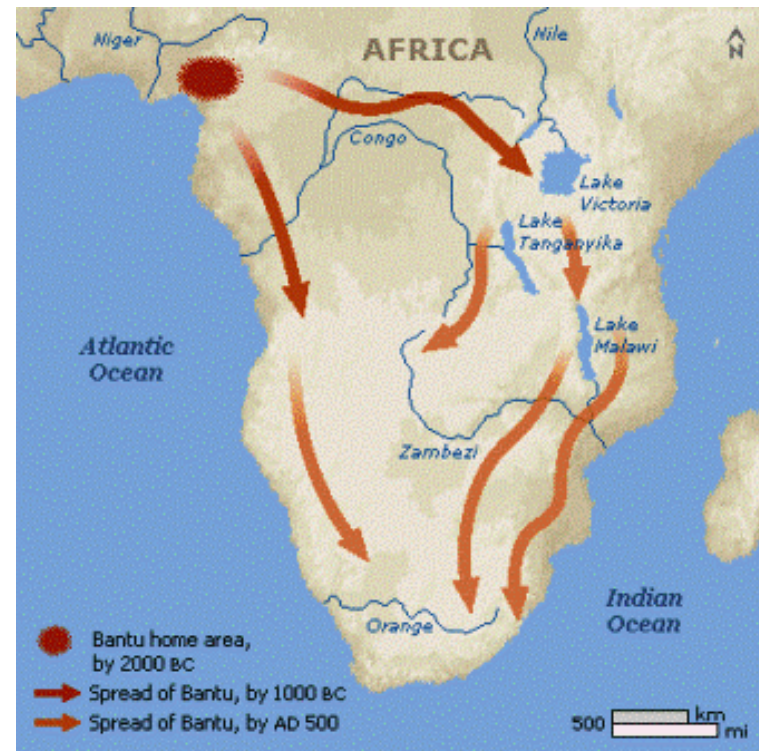 Niger
AFRICA
Nile
N
Congo
Lake
Victoria
Lake
Tanganyika
Lake
Malawi
Atlantic
Ocean
Zambezi
Indian
Ocean
Orange
Bantu home area,
by 2000 BC
Spread of Bantu, by 1000 BC
Spread of Bantu, by AD 500
500 km
mi